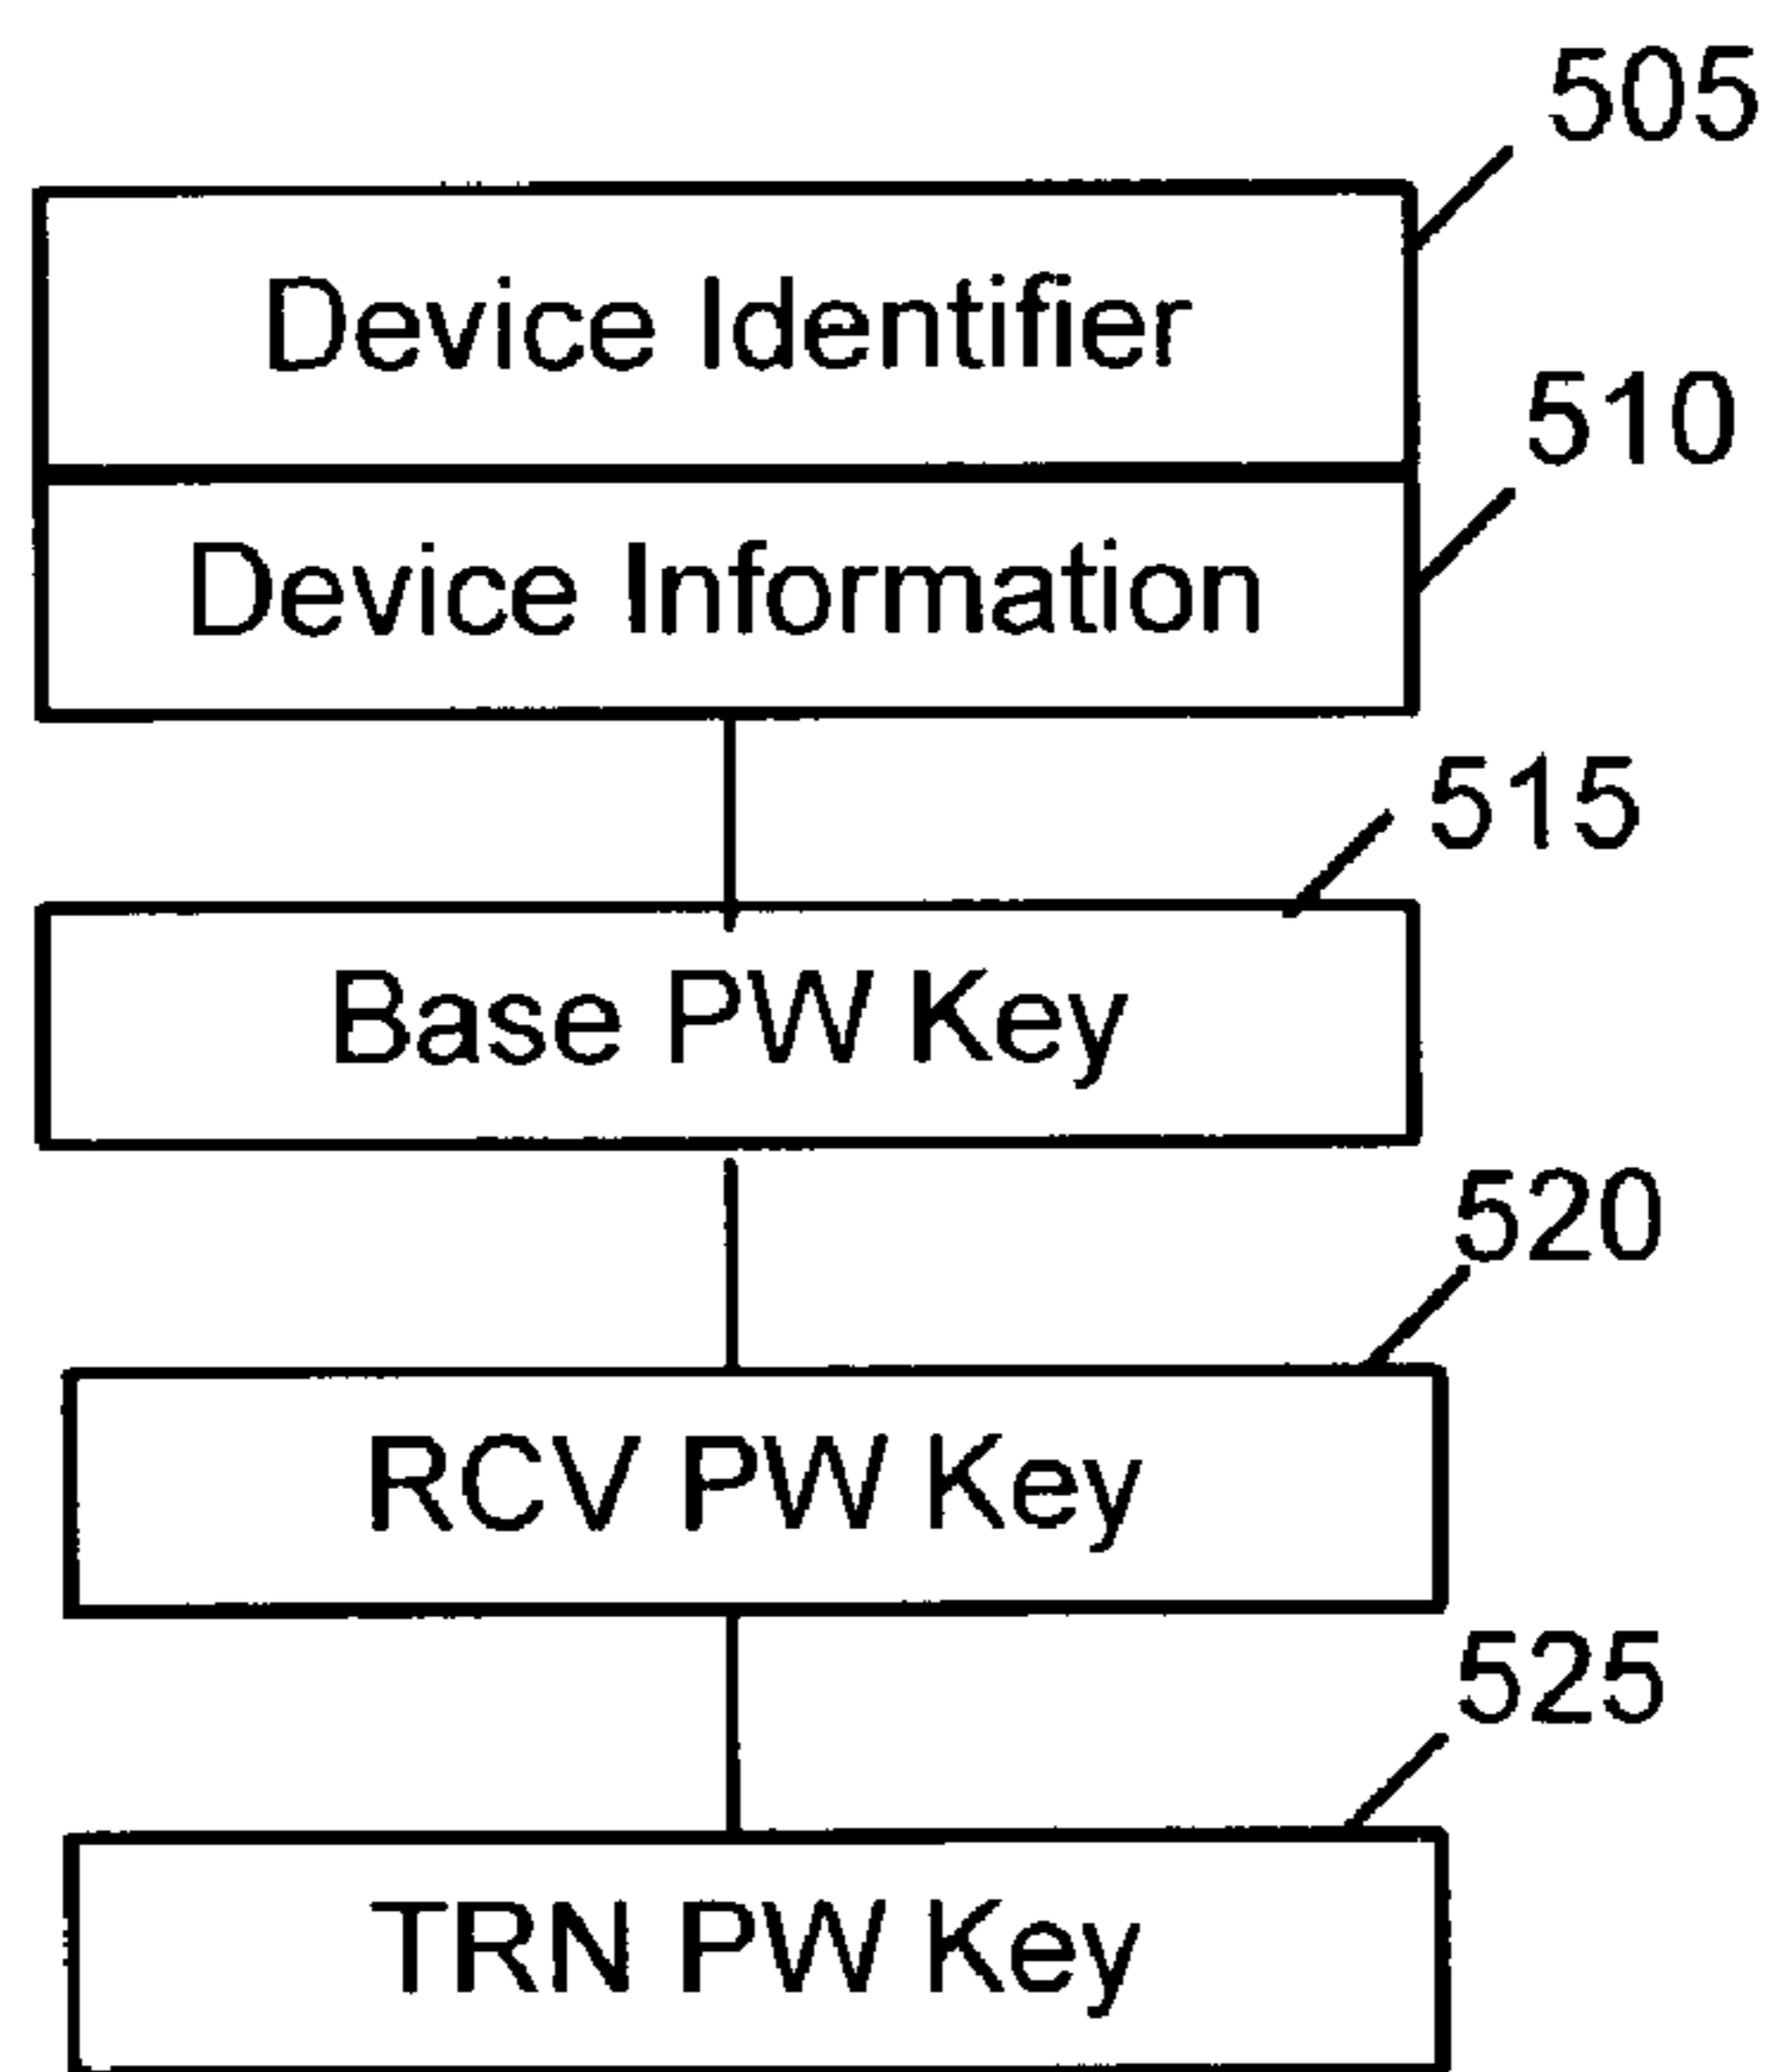 505
Device Identifier
510
Device Information
515
Base PW Key
520
RCV PW Key
525
TRN PW Key